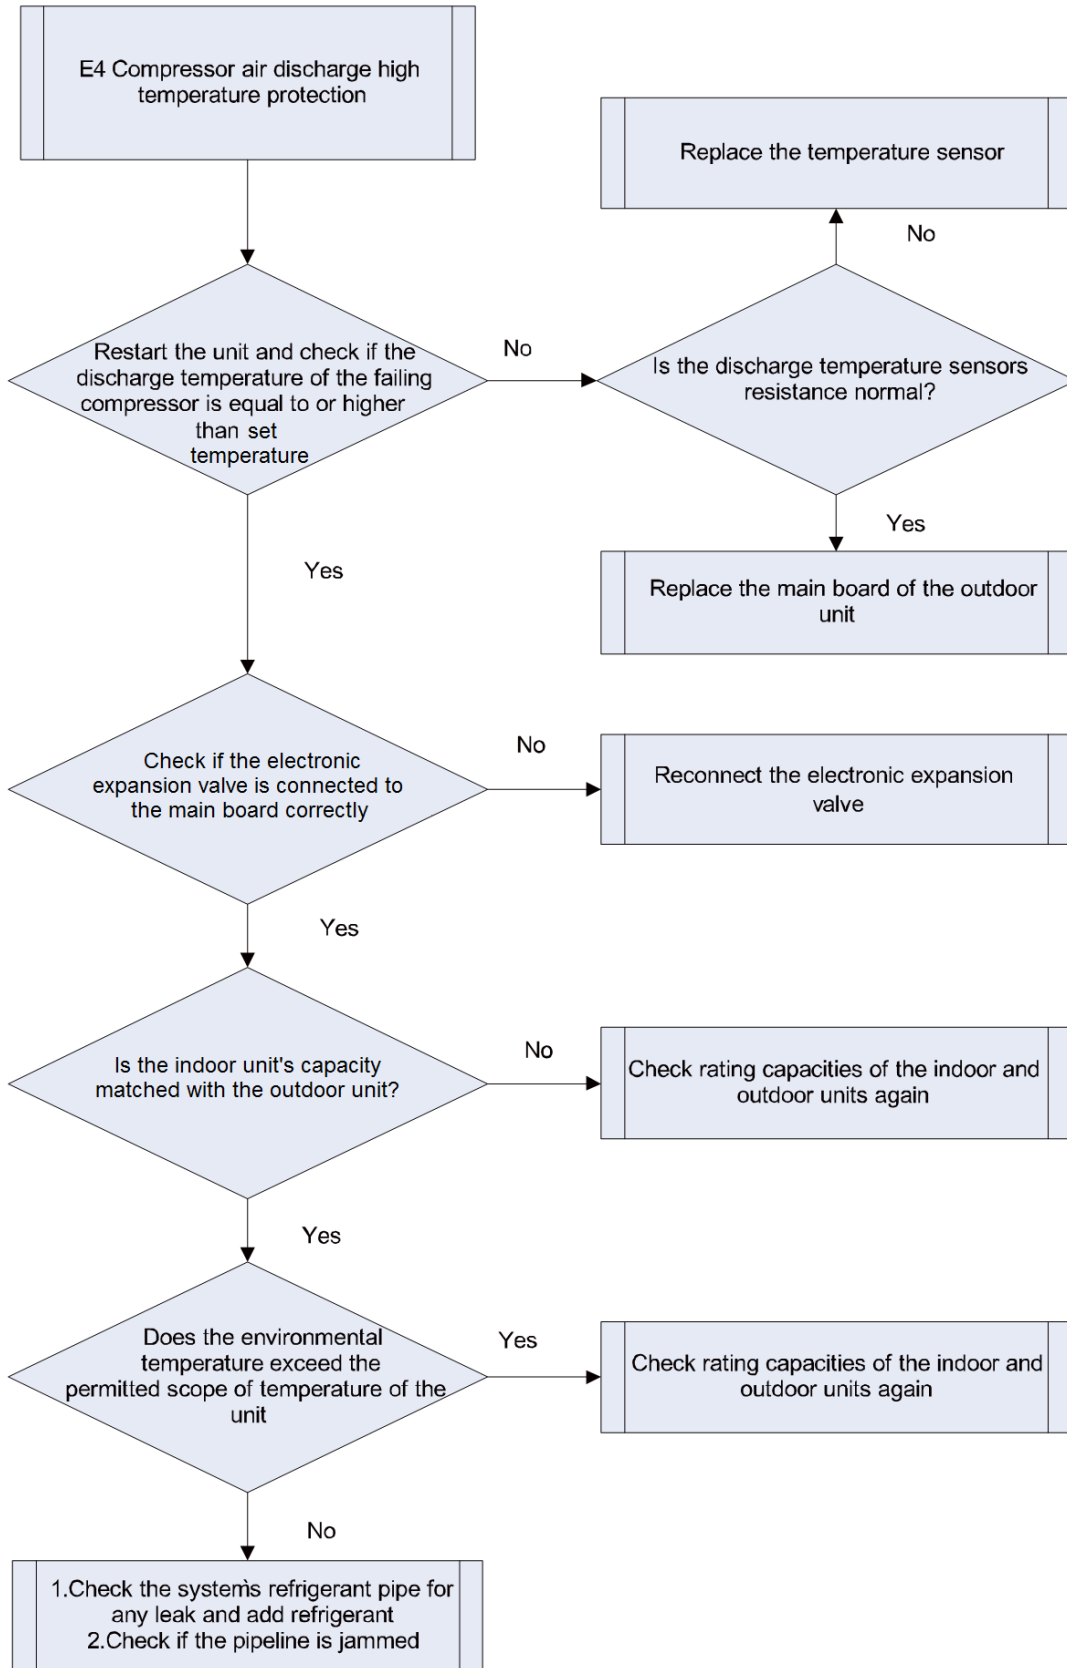 E4 Compressor air discharge high
temperature protection
Replace the temperature sensor
No
Restart the unit and check if the
discharge temperature of the failing
compressor is equal to or higher
than set
temperature
No
Is the discharge temperature sensors
resistance normal?
Yes
Yes
Replace the main board of the outdoor
unit
Check if the electronic
expansion valve is connected to
the main board correctly
No
Reconnect the electronic expansion
valve
Yes
Is the indoor unit's capacity
matched with the outdoor unit?
No
Check rating capacities of the indoor and
outdoor units again
Yes
Does the environmental
temperature exceed the
permitted scope of temperature of the
unit
Yes
Check rating capacities of the indoor and
outdoor units again
No
1.Check the system`s refrigerant pipe for
any leak and add refrigerant
2.Check if the pipeline is jammed